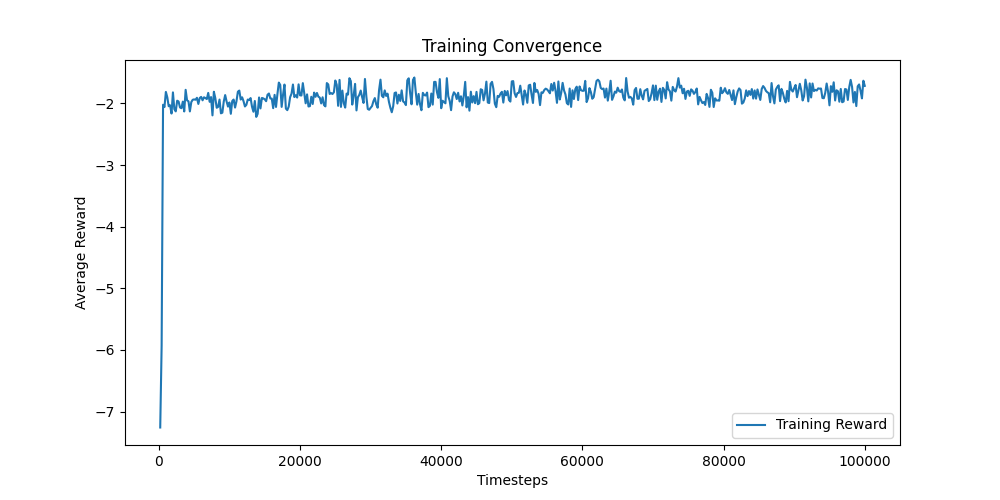 Training Convergence
Average Reward
−2
−3
−4
−5
−6
−7
Training Reward
0 20000 40000 60000 80000 100000
Timesteps